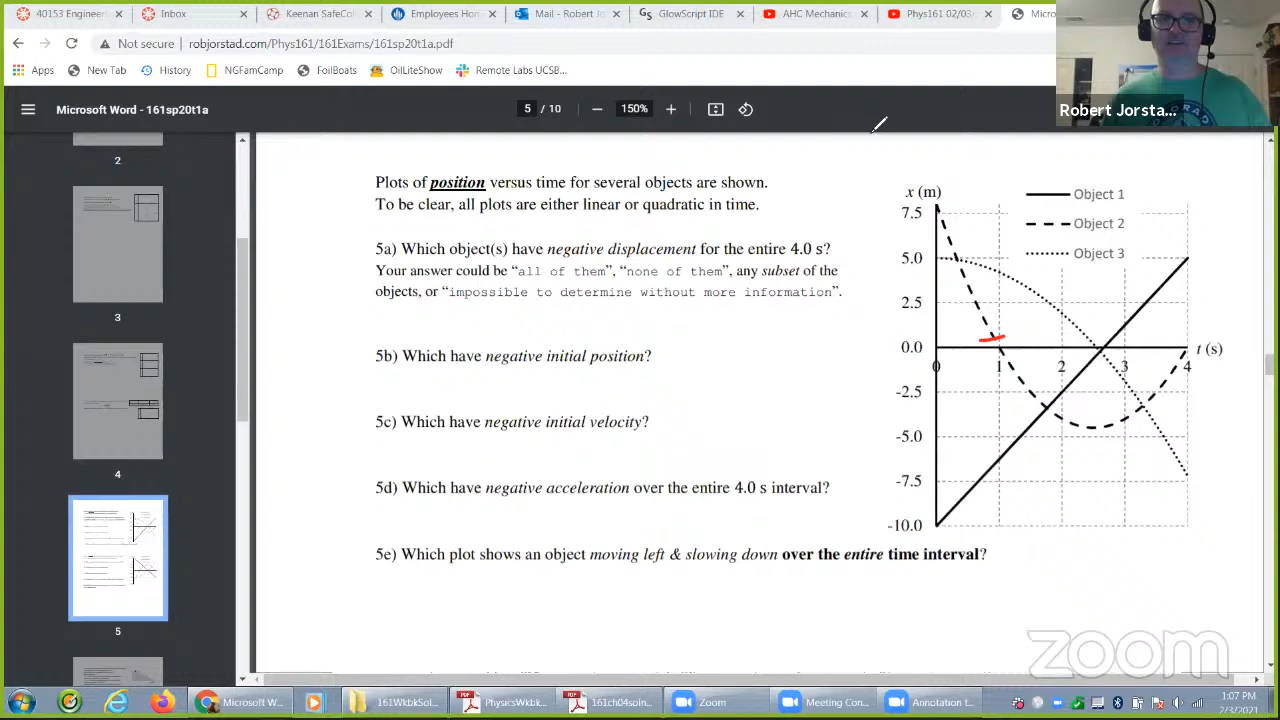 40153 Engineering
Inbox
Keenan SafeCo
Employees Hon
Mail - Robert J
GlowScript IDE
AHC Mechanics
Phys161 02/03
Micro
Not secure | robjorstad.com/Phys161/161Exams/161sp20t1a.pdf
Apps
New Tab
History
NGFamCamp
FoilBoats
OilLiteShow
Remote Labs UCSB...
Microsoft Word - 161sp20t1a
5 / 10
150%
Robert Jorsta...
2
3
4
5
Plots of position versus time for several objects are shown.
To be clear, all plots are either linear or quadratic in time.
5a) Which object(s) have negative displacement for the entire 4.0 s?
Your answer could be “all of them”, “none of them”, any subset of the
objects, or “impossible to determine without more information”.
5b) Which have negative initial position?
5c) Which have negative initial velocity?
5d) Which have negative acceleration over the entire 4.0 s interval?
5e) Which plot shows an object moving left & slowing down over the entire time interval?
x (m)
Object 1
Object 2
Object 3
7.5
5.0
2.5
0.0
-2.5
-5.0
-7.5
-10.0
0 1 2 3 4
t (s)
zoom
Microsoft W...
161WkbkSol...
PhysicsWkbk...
161ch04soln...
Zoom
Meeting Con...
Annotation t...
1:07 PM
2/3/2021